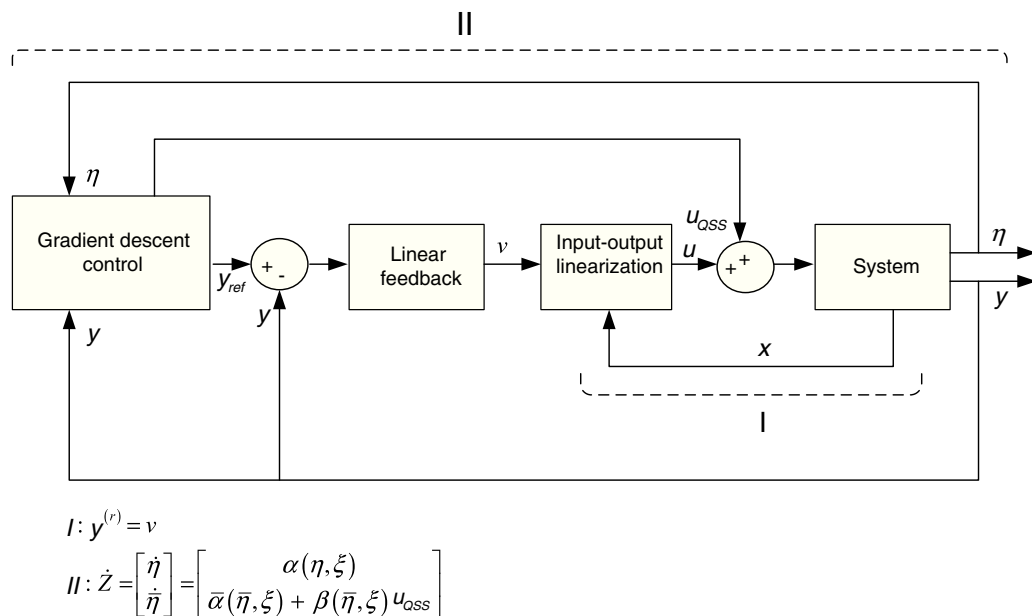 II
η
Gradient descent
control
y_ref
y
+
-
y
Linear
feedback
v
Input-output
linearization
u_QSS
u
+
+
System
η
y
x
I
I : y^(r) = v
II : Ż = [η̇ ; η̄̇] = [α(η,ξ) ; ᾱ(η̄,ξ) + β(η̄,ξ) u_QSS]